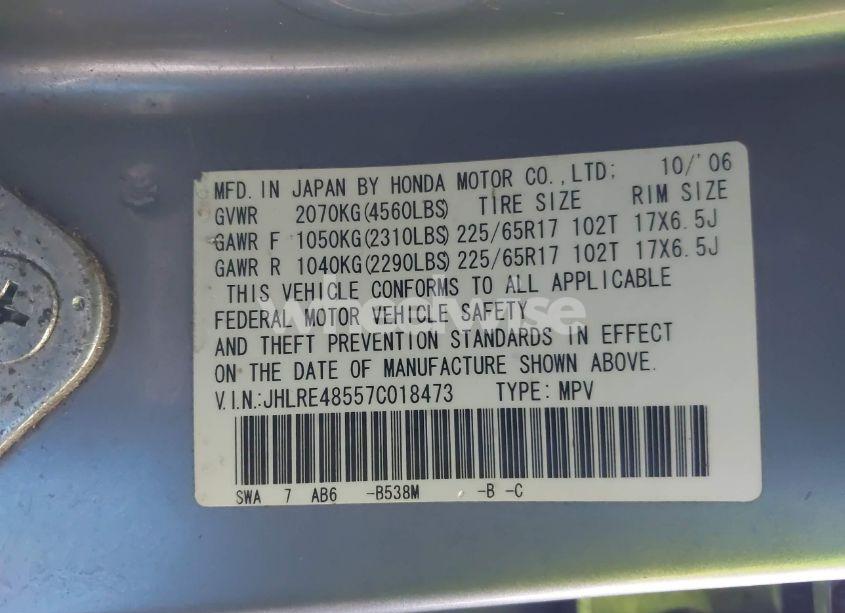 MFD. IN JAPAN BY HONDA MOTOR CO.,LTD: 10/'06
GVWR 2070KG(4560LBS) TIRE SIZE RIM SIZE
GAWR F 1050KG(2310LBS) 225/65R17 102T 17X6.5J
GAWR R 1040KG(2290LBS) 225/65R17 102T 17X6.5J
THIS VEHICLE CONFORMS TO ALL APPLICABLE
FEDERAL MOTOR VEHICLE SAFETY
wheelwise
AND THEFT PREVENTION STANDARDS IN EFFECT
ON THE DATE OF MANUFACTURE SHOWN ABOVE.
V.I.N.:JHLRE48557C018473 TYPE: MPV
SWA 7 AB6 -B538M -B -C